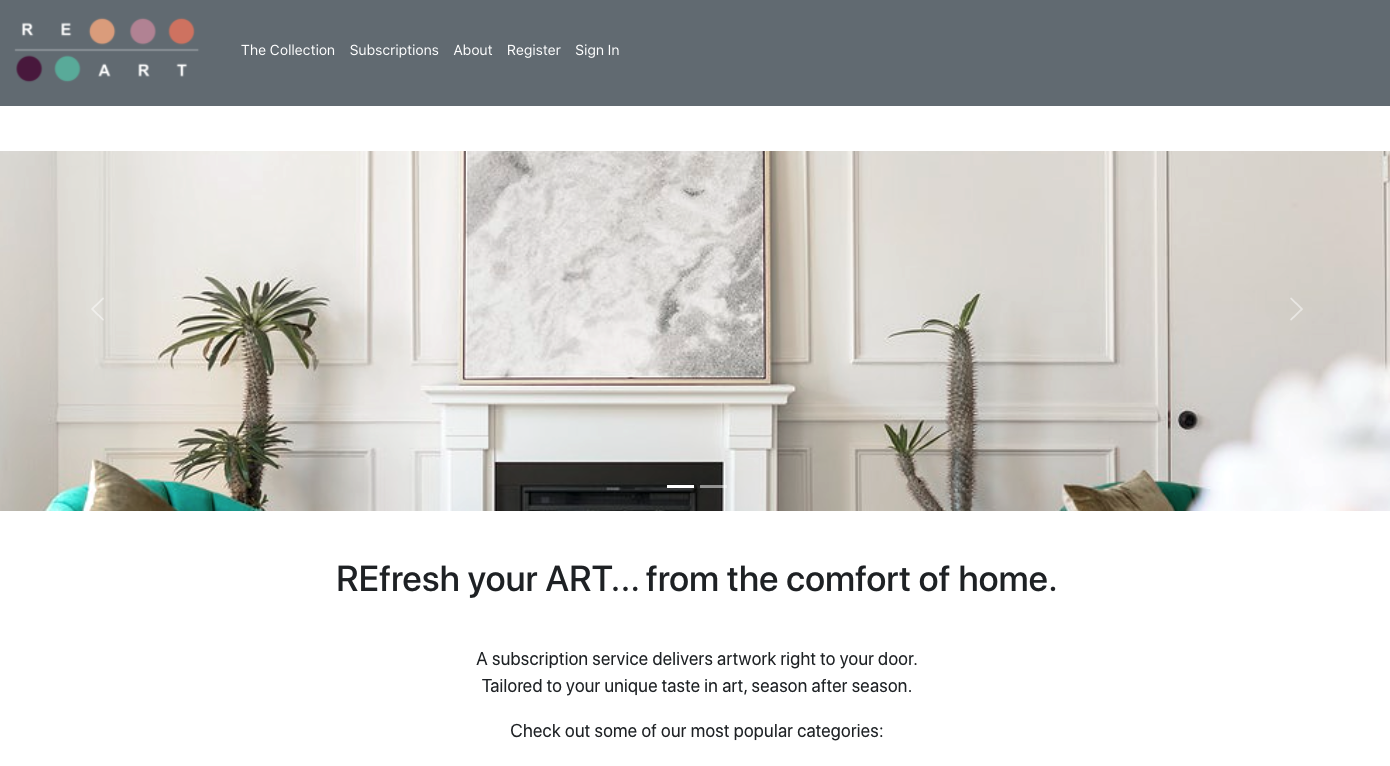 R E
A R T
The Collection Subscriptions About Register Sign In
REfresh your ART... from the comfort of home.
A subscription service delivers artwork right to your door.
Tailored to your unique taste in art, season after season.
Check out some of our most popular categories: